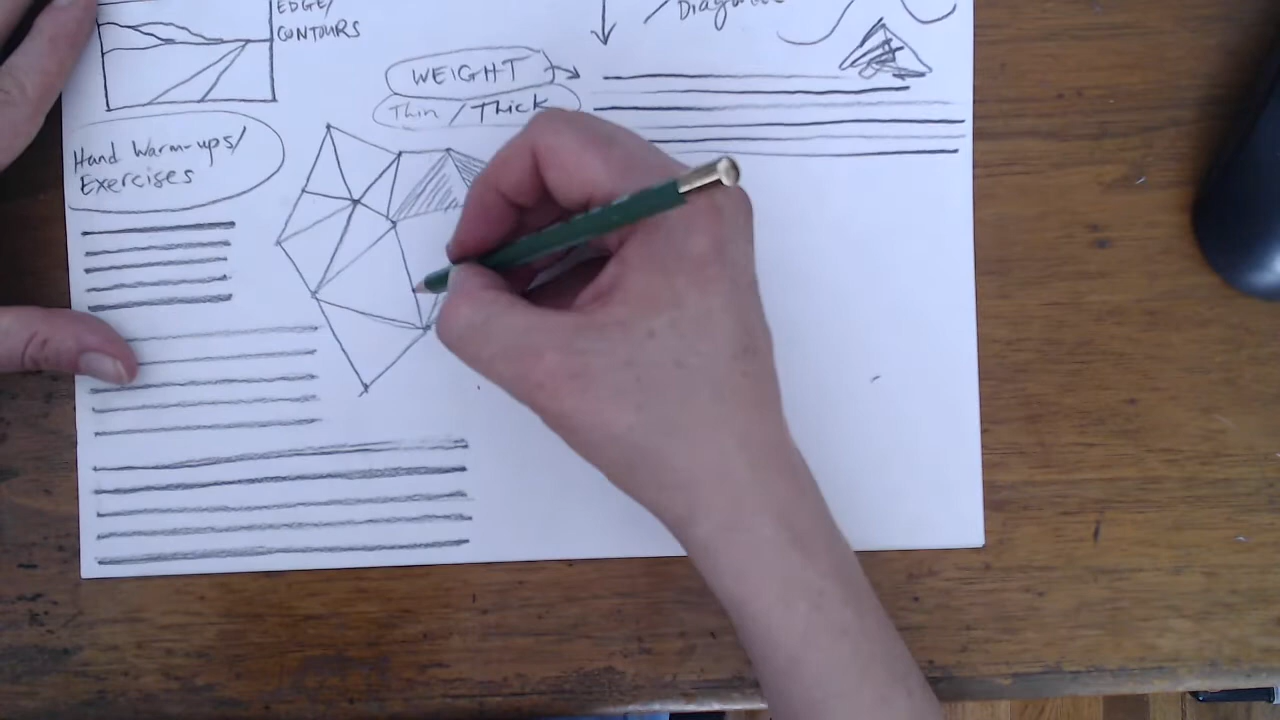 EDGE/
CONTOURS
WEIGHT
Thin / Thick
Hand Warm-ups/
Exercises